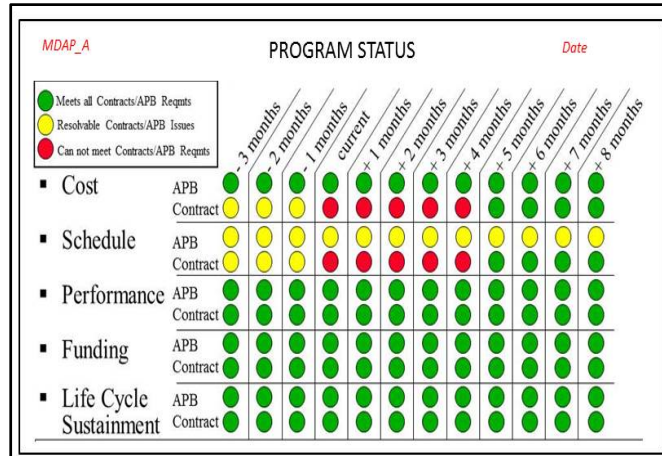 MDAP_A
PROGRAM STATUS
Date
Meets all Contracts/APB Reqmts
Resolvable Contracts/APB Issues
Can not meet Contracts/APB Reqmts
- 3 months
- 2 months
- 1 months
current
+ 1 months
+ 2 months
+ 3 months
+ 4 months
+ 5 months
+ 6 months
+ 7 months
+ 8 months
▪ Cost
APB
Contract
▪ Schedule
APB
Contract
▪ Performance
APB
Contract
▪ Funding
APB
Contract
▪ Life Cycle
Sustainment
APB
Contract